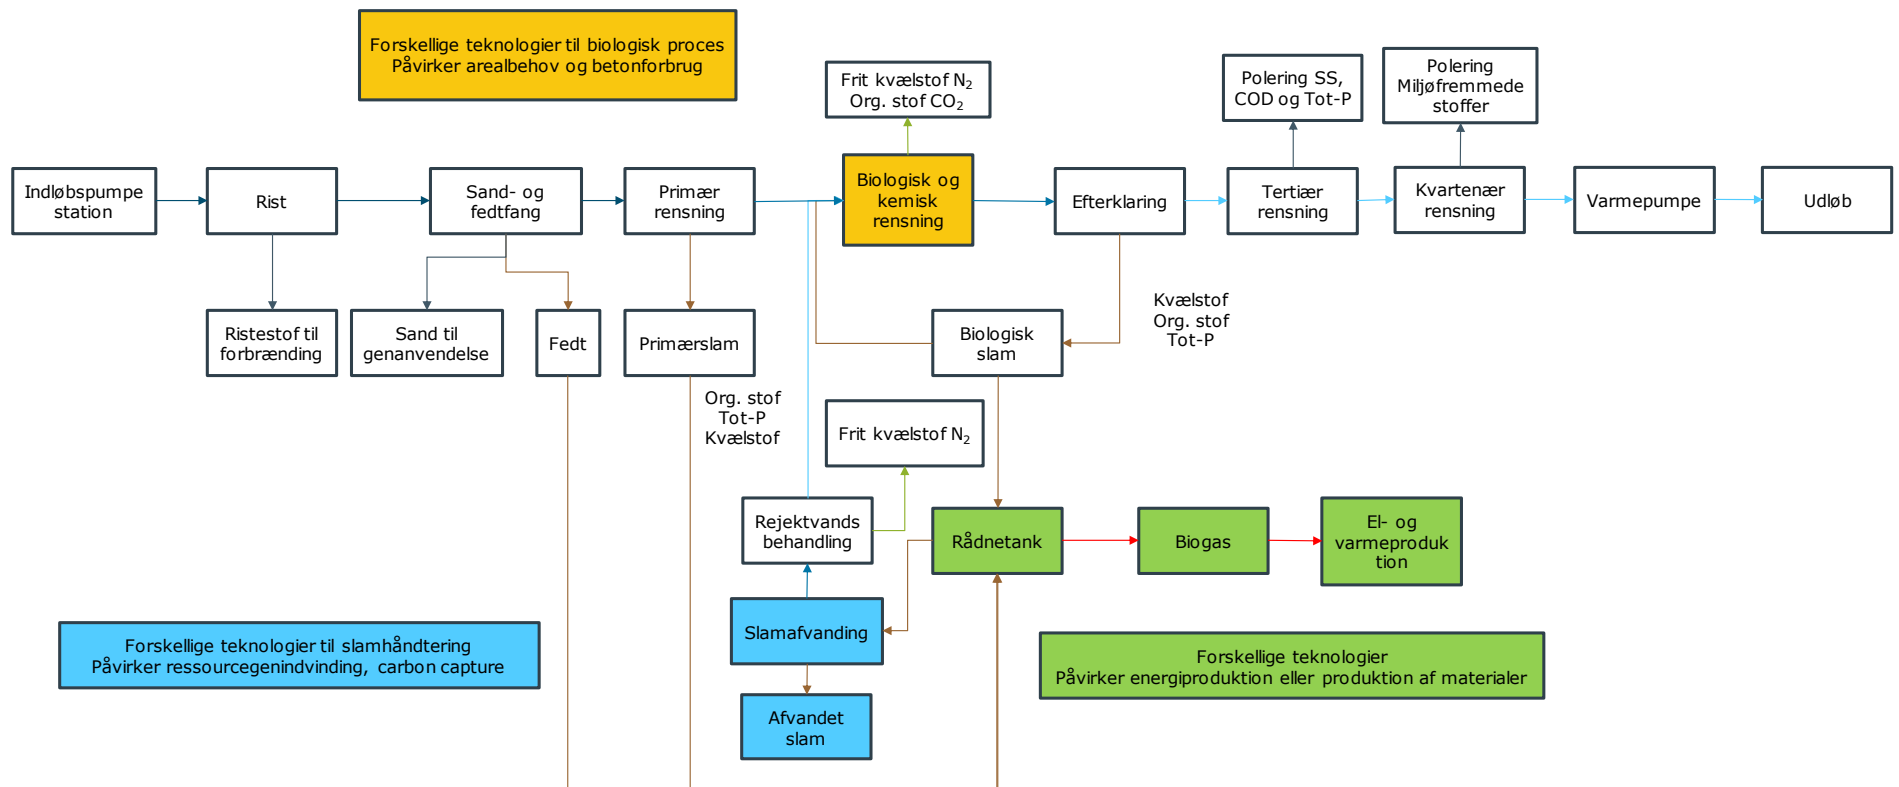 Forskellige teknologier til biologisk proces
Påvirker arealbehov og betonforbrug
Frit kvælstof N₂
Org. stof CO₂
Polering SS,
COD og Tot-P
Polering
Miljøfremmede
stoffer
Indløbspumpe
station
Rist
Sand- og
fedtfang
Primær
rensning
Biologisk og
kemisk
rensning
Efterklaring
Tertiær
rensning
Kvartenær
rensning
Varmepumpe
Udløb
Ristestof til
forbrænding
Sand til
genanvendelse
Fedt
Primærslam
Biologisk
slam
Kvælstof
Org. stof
Tot-P
Org. stof
Tot-P
Kvælstof
Frit kvælstof N₂
Rejektvands
behandling
Rådnetank
Biogas
El- og
varmeproduk
tion
Slamafvanding
Forskellige teknologier til slamhåndtering
Påvirker ressourcegenindvinding, carbon capture
Forskellige teknologier
Påvirker energiproduktion eller produktion af materialer
Afvandet
slam